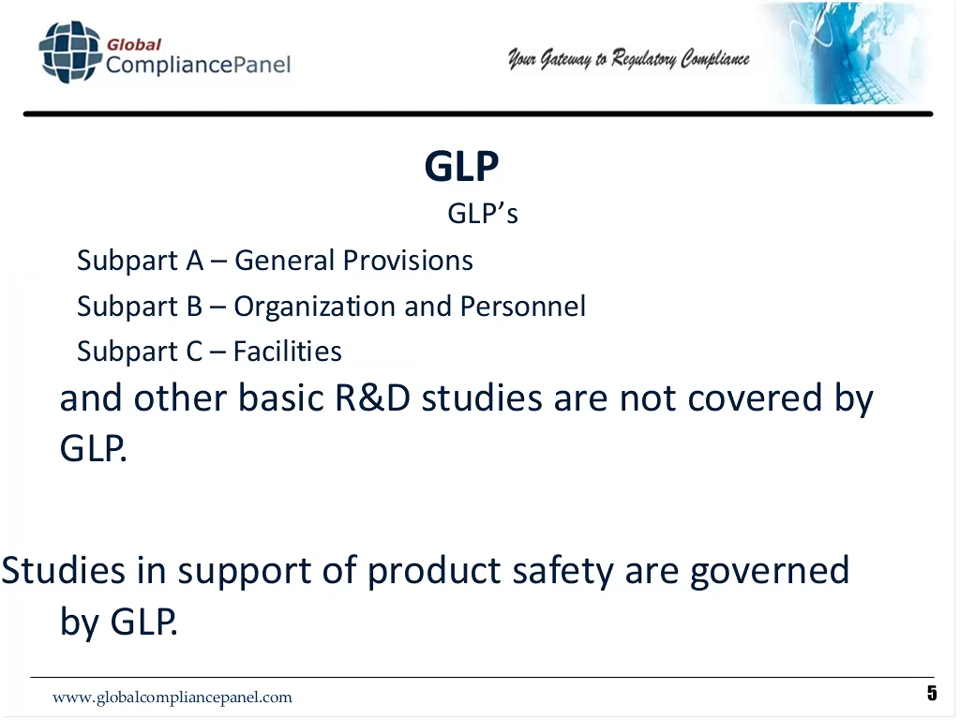 Global
CompliancePanel
Your Gateway to Regulatory Compliance
GLP
GLP’s
Subpart A – General Provisions
Subpart B – Organization and Personnel
Subpart C – Facilities
and other basic R&D studies are not covered by
GLP.
Studies in support of product safety are governed
by GLP.
www.globalcompliancepanel.com
5